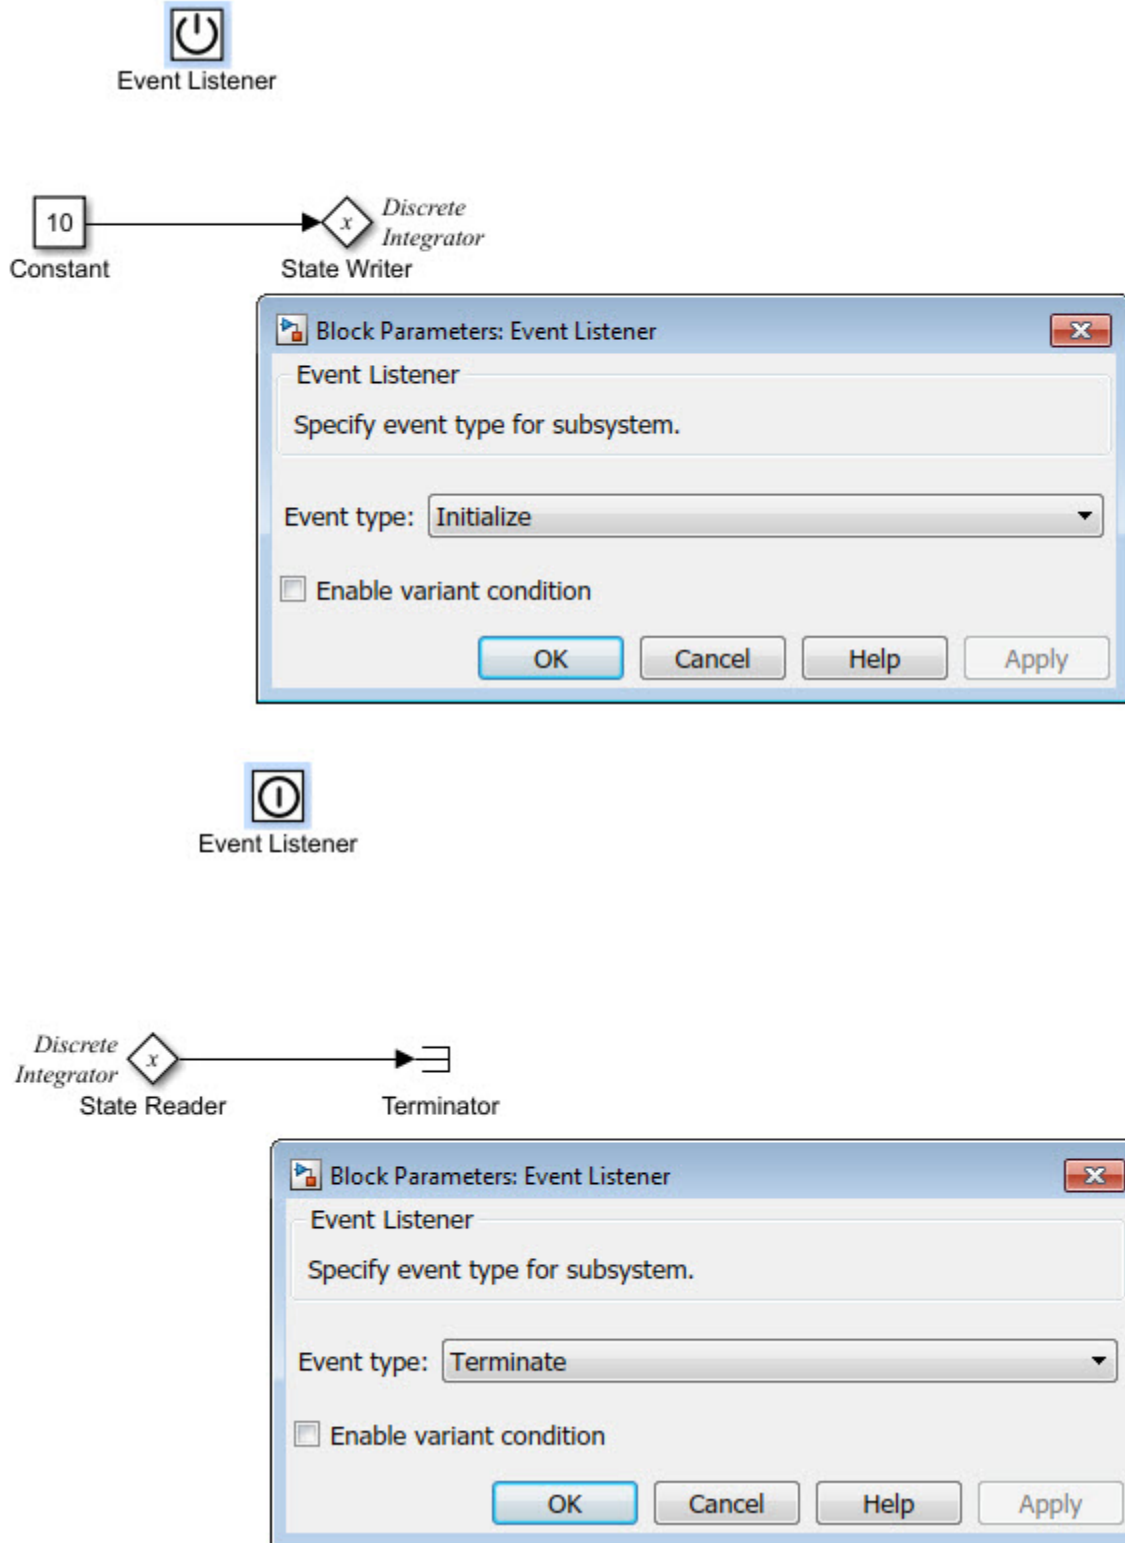 Event Listener
10
Discrete
Integrator
Constant
x
State Writer
Block Parameters: Event Listener
Event Listener
Specify event type for subsystem.
Event type: Initialize
Enable variant condition
OK Cancel Help Apply
Event Listener
Discrete
Integrator
x
State Reader
Terminator
Block Parameters: Event Listener
Event Listener
Specify event type for subsystem.
Event type: Terminate
Enable variant condition
OK Cancel Help Apply